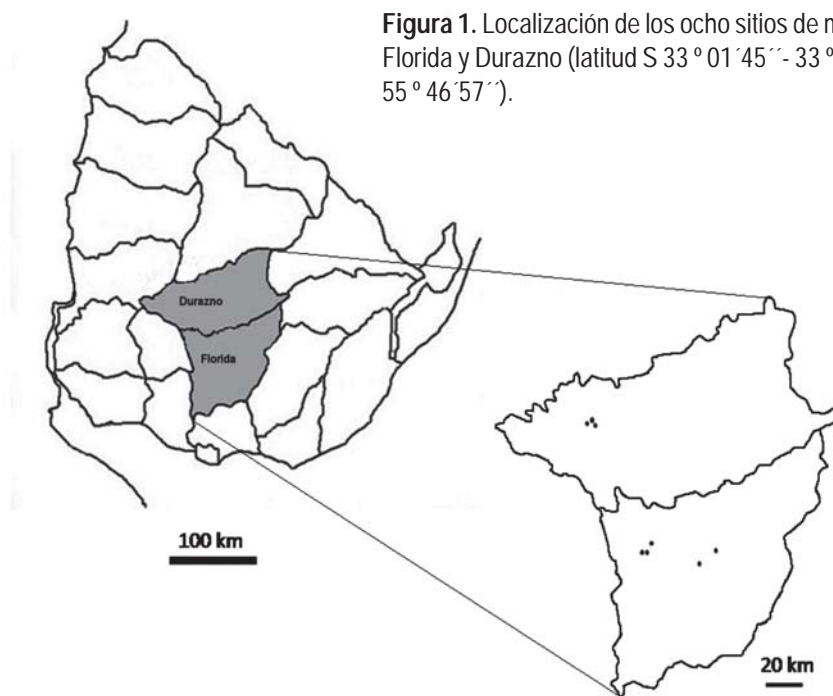 Figura 1. Localización de los ocho sitios de
Florida y Durazno (latitud S 33 º 01´45´´- 33 º
55 º 46´57´´).
Durazno
Florida
100 km
20 km